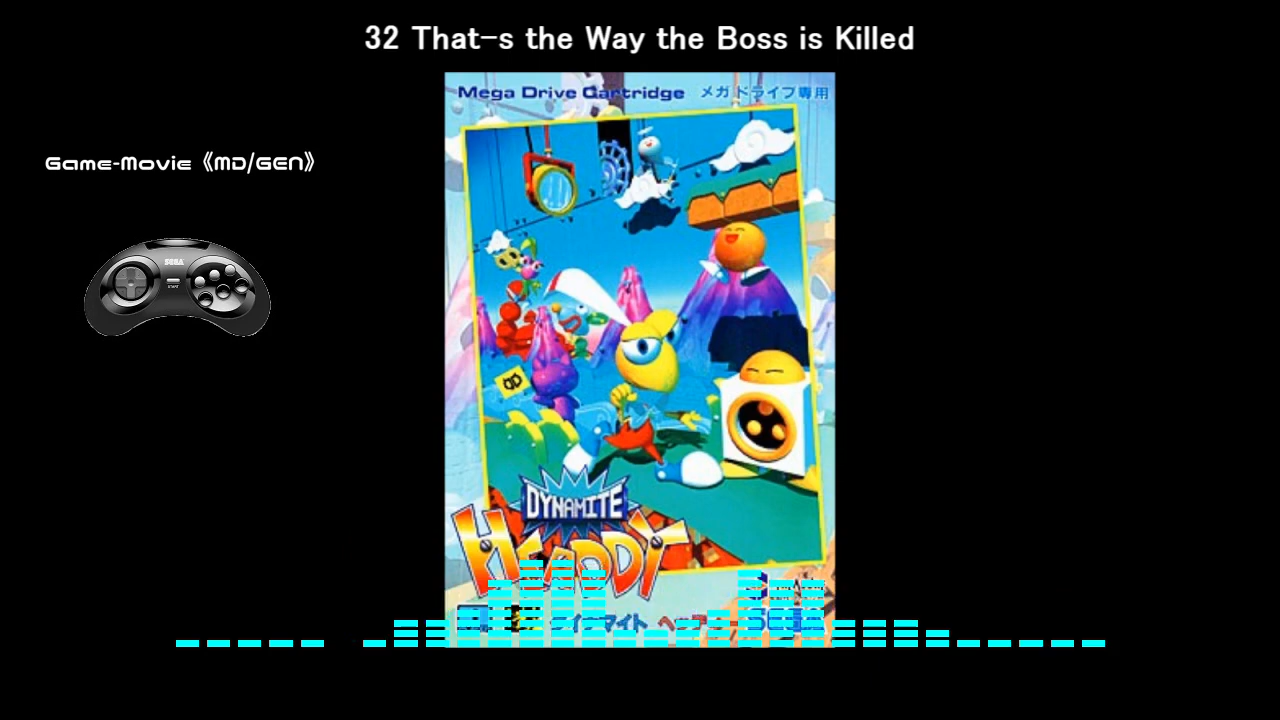 32 That-s the Way the Boss is Killed
Mega Drive Cartridge メガドライブ専用
Game-Movie《MD/GEN》
SEGA
START
DYNAMITE
HEADDY